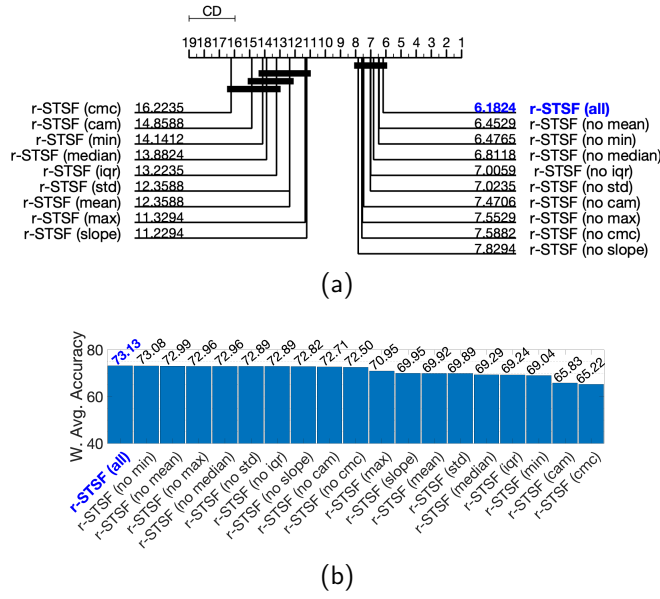 CD
19 18 17 16 15 14 13 12 11 10 9 8 7 6 5 4 3 2 1
r-STSF (cmc) 16.2235 6.1824 r-STSF (all)
r-STSF (cam) 14.8588 6.4529 r-STSF (no mean)
r-STSF (min) 14.1412 6.4765 r-STSF (no min)
r-STSF (median) 13.8824 6.8118 r-STSF (no median)
r-STSF (iqr) 13.2235 7.0059 r-STSF (no iqr)
r-STSF (std) 12.3588 7.0235 r-STSF (no std)
r-STSF (mean) 12.3588 7.4706 r-STSF (no cam)
r-STSF (max) 11.3294 7.5529 r-STSF (no max)
r-STSF (slope) 11.2294 7.5882 r-STSF (no cmc)
7.8294 r-STSF (no slope)
(a)
W. Avg. Accuracy
80
60
40
73.13 73.08 72.99 72.96 72.96 72.89 72.89 72.82 72.71 72.50 70.95 69.95 69.92 69.89 69.29 69.24 69.04 65.83 65.22
r-STSF (all)
r-STSF (no min)
r-STSF (no mean)
r-STSF (no max)
r-STSF (no median)
r-STSF (no std)
r-STSF (no iqr)
r-STSF (no slope)
r-STSF (no cam)
r-STSF (no cmc)
r-STSF (max)
r-STSF (slope)
r-STSF (mean)
r-STSF (std)
r-STSF (median)
r-STSF (iqr)
r-STSF (min)
r-STSF (cam)
r-STSF (cmc)
(b)